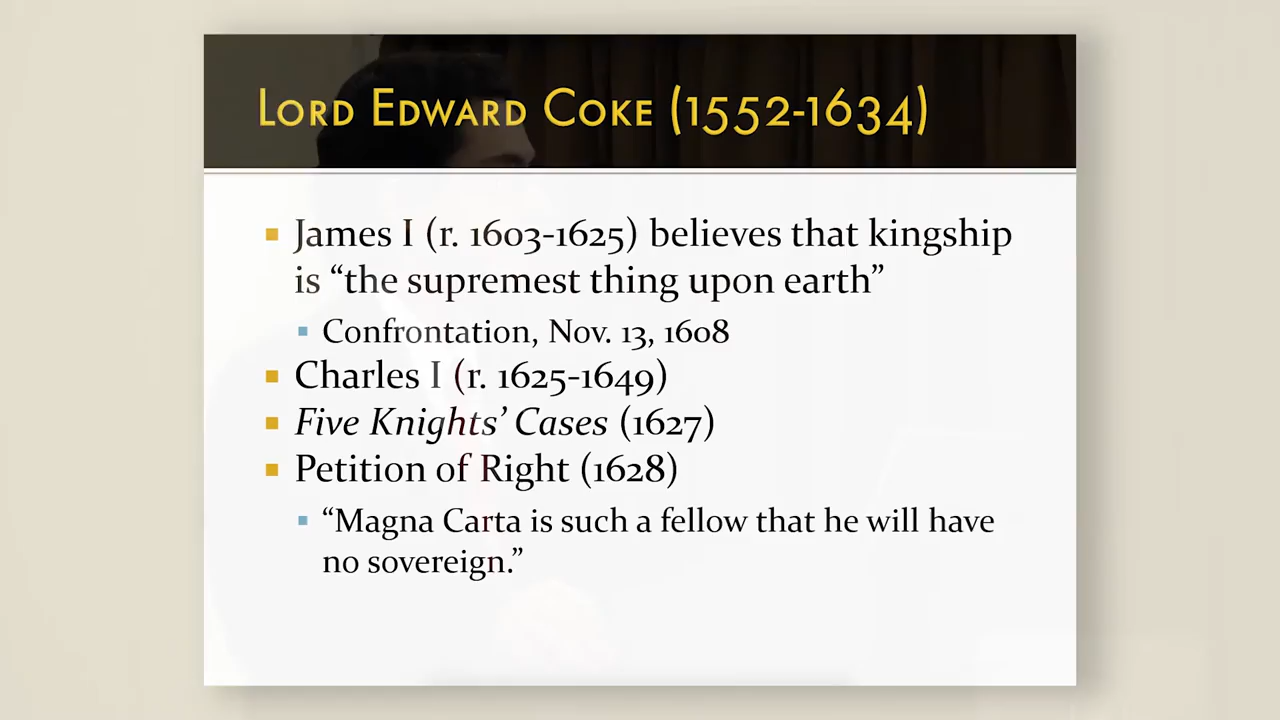 Lord Edward Coke (1552-1634)
James I (r. 1603-1625) believes that kingship
is “the supremest thing upon earth”
Confrontation, Nov. 13, 1608
Charles I (r. 1625-1649)
Five Knights’ Cases (1627)
Petition of Right (1628)
“Magna Carta is such a fellow that he will have
no sovereign.”